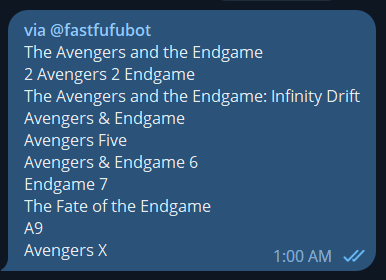 via @fastfufubot
The Avengers and the Endgame
2 Avengers 2 Endgame
The Avengers and the Endgame: Infinity Drift
Avengers & Endgame
Avengers Five
Avengers & Endgame 6
Endgame 7
The Fate of the Endgame
A9
Avengers X
1:00 AM